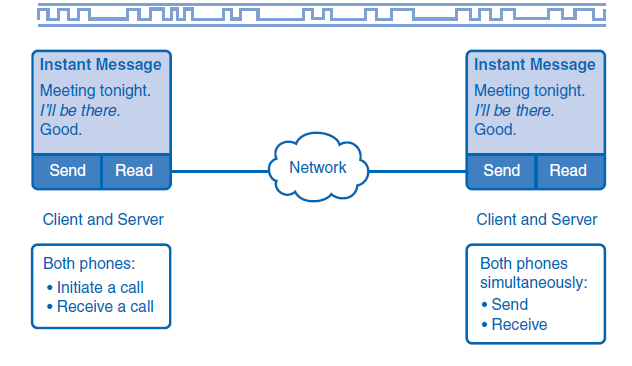 Instant Message
Meeting tonight.
I'll be there.
Good.
Send Read
Network
Instant Message
Meeting tonight.
I'll be there.
Good.
Send Read
Client and Server
Client and Server
Both phones:
• Initiate a call
• Receive a call
Both phones
simultaneously:
• Send
• Receive